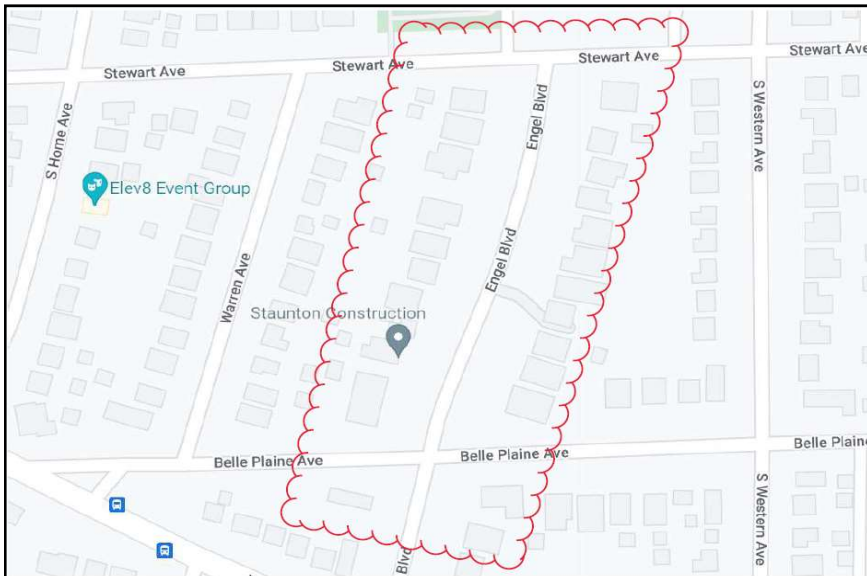 Stewart Ave
Stewart Ave
Stewart Ave
Stewart Ave
S Home Ave
Engel Blvd
S Western Ave
Elev8 Event Group
Warren Ave
Engel Blvd
Staunton Construction
Belle Plaine Ave
Belle Plaine Ave
Belle Pl
S Western Ave
Blvd